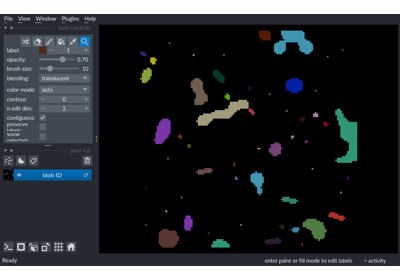 File View Window Plugins Help
layer controls
label: 1
opacity: 0.70
brush size: 10
blending: translucent
color mode: auto
contour: 0
n edit dim: 2
contiguous:
preserve
labels:
show
selected:
layer list
blob ID
Ready enter paint or fill mode to edit labels activity